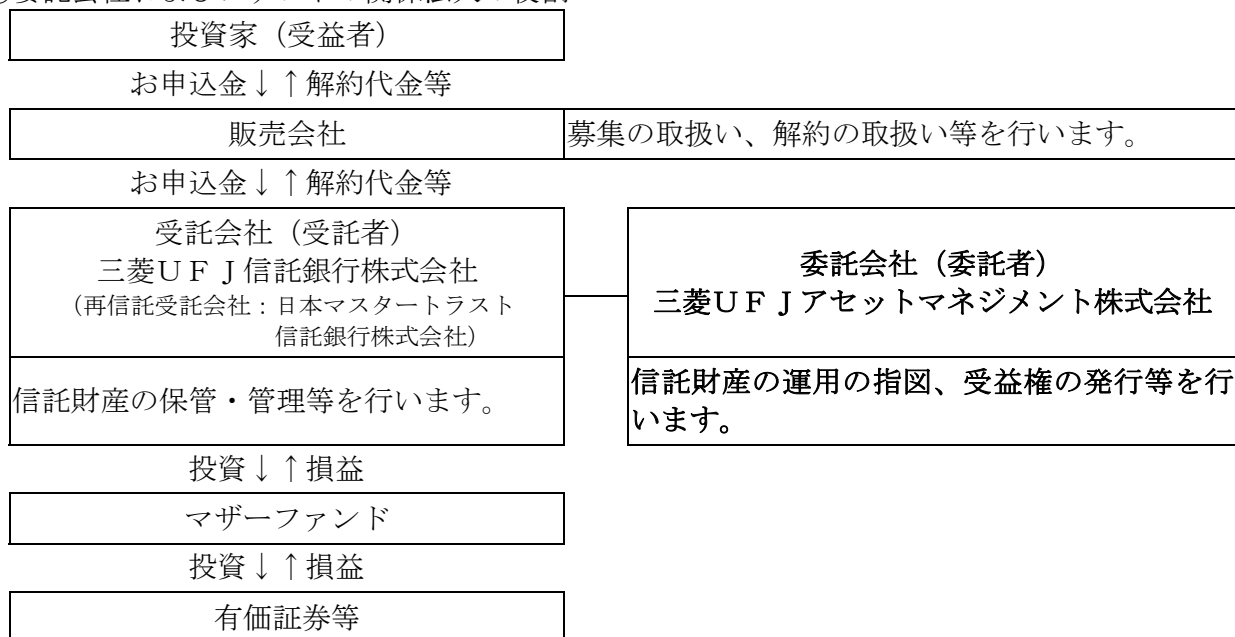 投資家（受益者）
お申込金↓↑解約代金等
販売会社
募集の取扱い、解約の取扱い等を行います。
お申込金↓↑解約代金等
受託会社（受託者）
三菱ＵＦＪ信託銀行株式会社
（再信託受託会社：日本マスタートラスト
信託銀行株式会社）
信託財産の保管・管理等を行います。
委託会社（委託者）
三菱ＵＦＪアセットマネジメント株式会社
信託財産の運用の指図、受益権の発行等を行
います。
投資↓↑損益
マザーファンド
投資↓↑損益
有価証券等